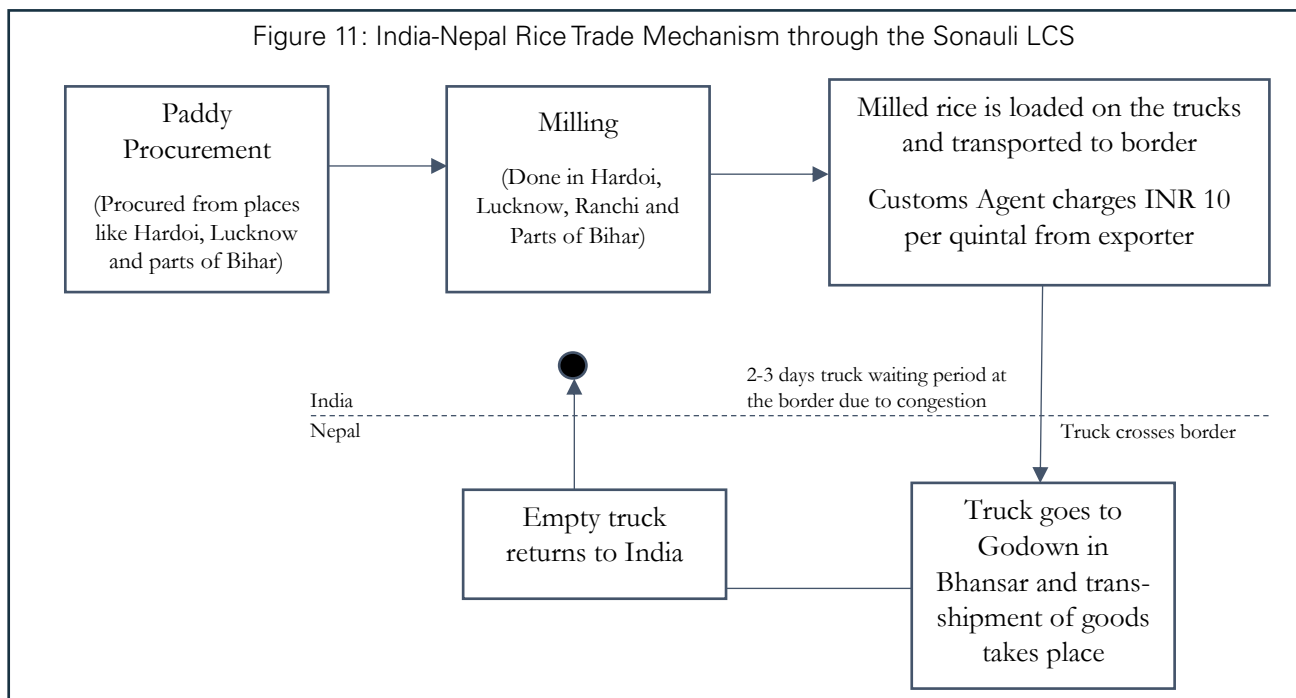 Figure 11: India-Nepal Rice Trade Mechanism through the Sonauli LCS
Paddy
Procurement
(Procured from places
like Hardoi, Lucknow
and parts of Bihar)
Milling
(Done in Hardoi,
Lucknow, Ranchi and
Parts of Bihar)
Milled rice is loaded on the trucks
and transported to border
Customs Agent charges INR 10
per quintal from exporter
2-3 days truck waiting period at
the border due to congestion
India
Nepal
Truck crosses border
Empty truck
returns to India
Truck goes to
Godown in
Bhansar and trans-
shipment of goods
takes place